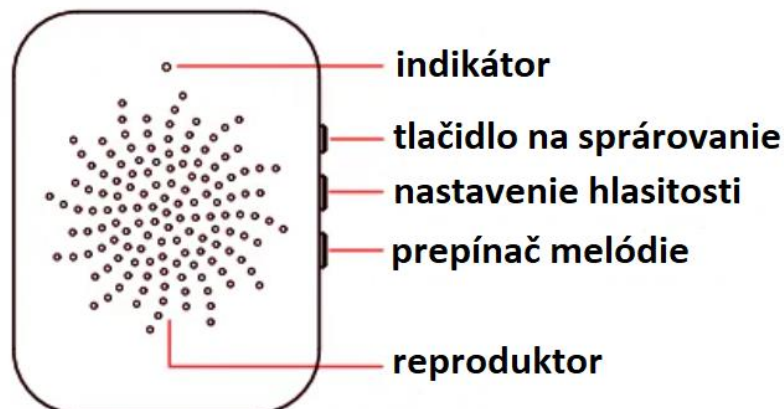 indikátor
tlačidlo na sprárovanie
nastavenie hlasitosti
prepínač melódie
reproduktor